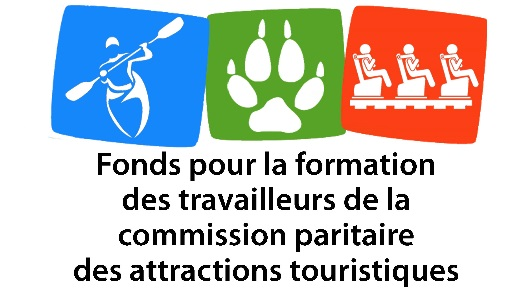 Fonds pour la formation
des travailleurs de la
commission paritaire
des attractions touristiques